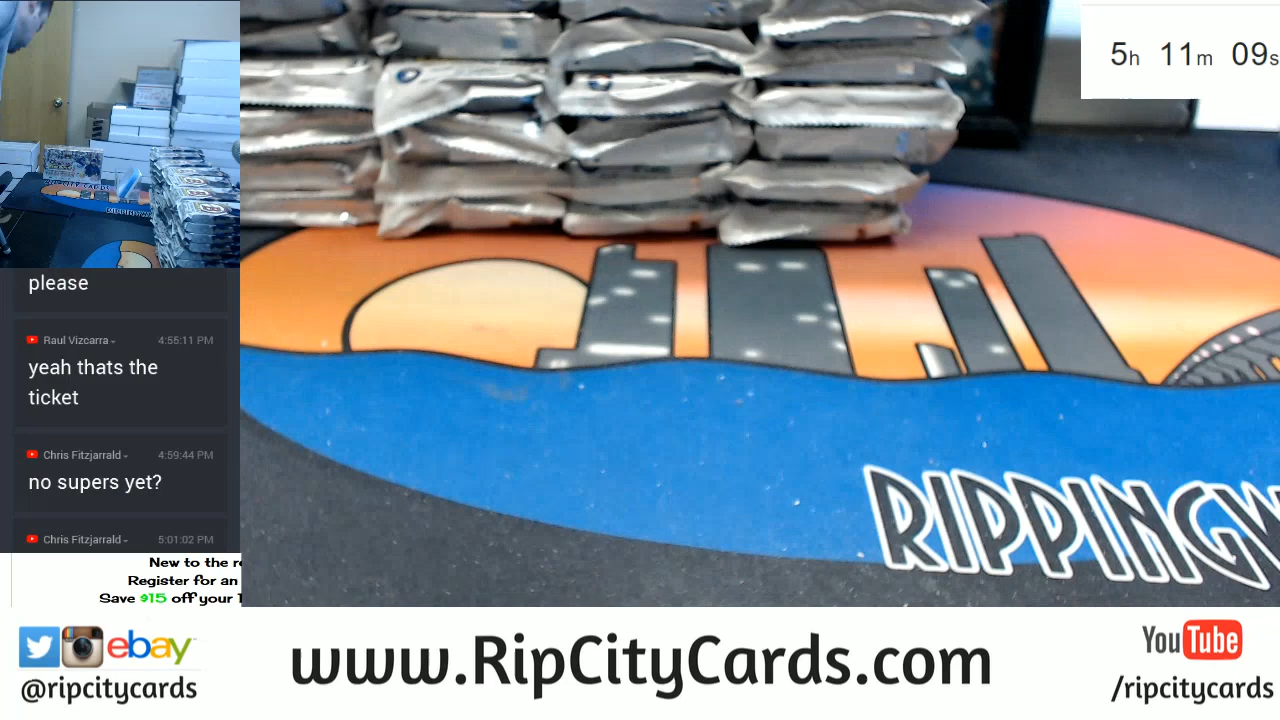 5h 11m 09s
please
Raul Vizcarra 4:55:11 PM
yeah thats the
ticket
Chris Fitzjarrald 4:59:44 PM
no supers yet?
Chris Fitzjarrald 5:01:02 PM
New to the
Register for an
Save $15 off your
RIPPINGW
ebay
@ripcitycards
www.RipCityCards.com
YouTube
/ripcitycards